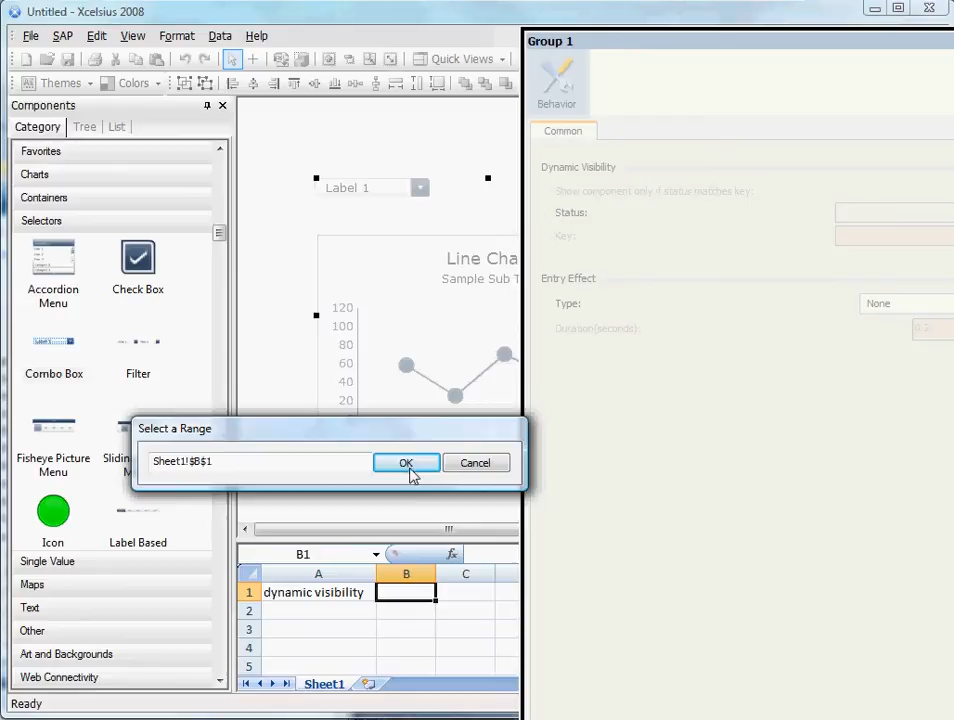 Untitled - Xcelsius 2008
File SAP Edit View Format Data Help
Quick Views
Themes Colors
Components
Category Tree List
Favorites
Charts
Containers
Selectors
Accordion Menu
Check Box
Combo Box
Filter
Fisheye Picture Menu
Icon
Label Based
Single Value
Maps
Text
Other
Art and Backgrounds
Web Connectivity
Ready
Label 1
Line Cha
Sample Sub T
120
100
80
60
40
20
Select a Range
Sheet1!$B$1
OK Cancel
B1
fx
A B C
1 dynamic visibility
2
3
4
5
Sheet1
Group 1
Behavior
Common
Dynamic Visibility
Show component only if status matches key:
Status:
Key:
Entry Effect
Type: None
Duration(seconds):